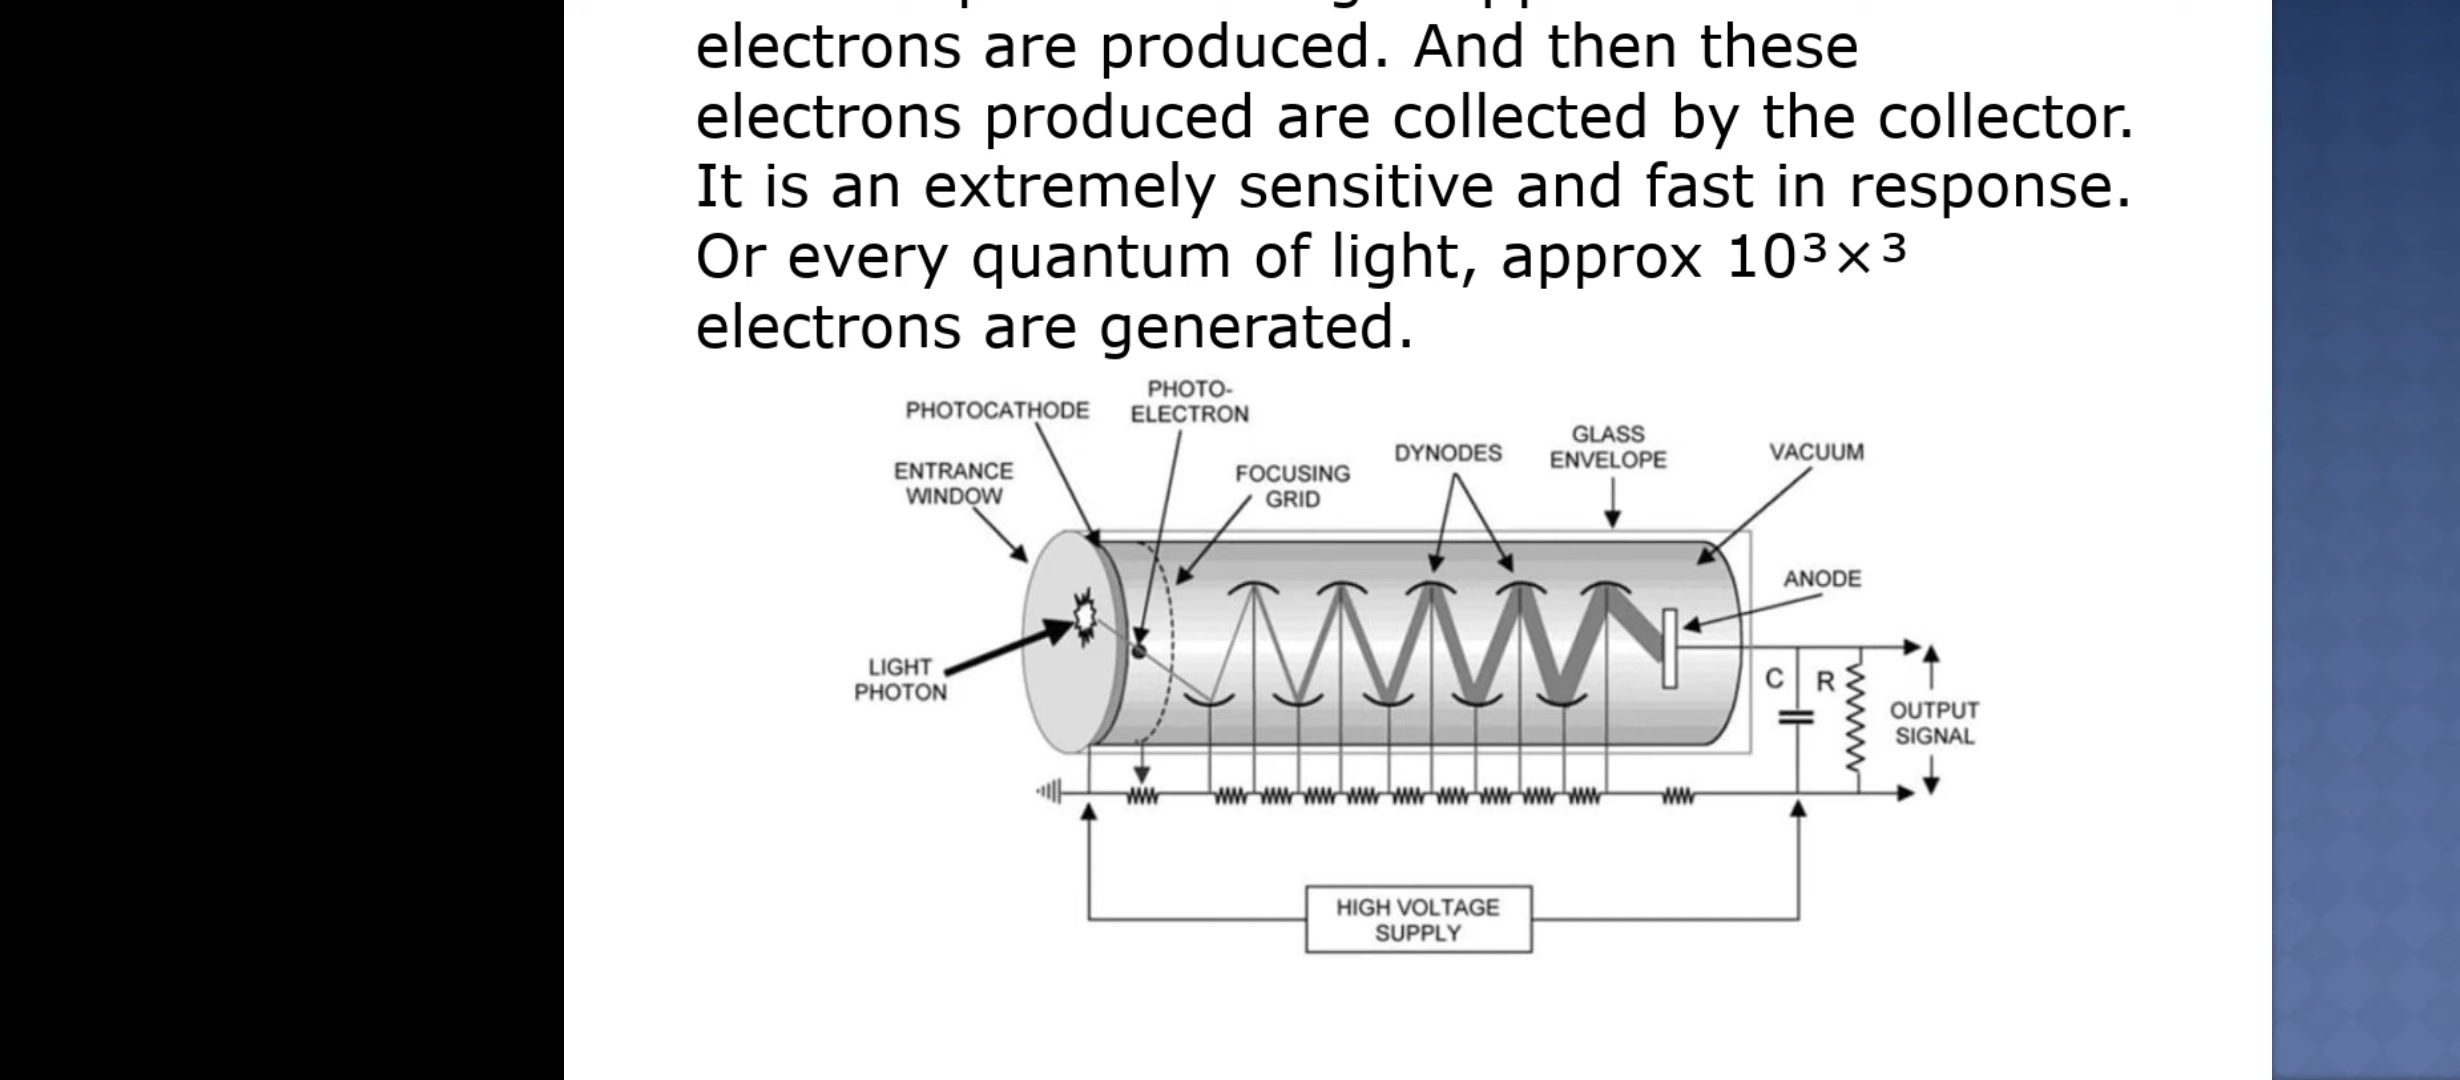 electrons are produced. And then these
electrons produced are collected by the collector.
It is an extremely sensitive and fast in response.
Or every quantum of light, approx 10³×³
electrons are generated.
PHOTOCATHODE
PHOTO-
ELECTRON
ENTRANCE
WINDOW
FOCUSING
GRID
DYNODES
GLASS
ENVELOPE
VACUUM
ANODE
LIGHT
PHOTON
C
R
OUTPUT
SIGNAL
HIGH VOLTAGE
SUPPLY